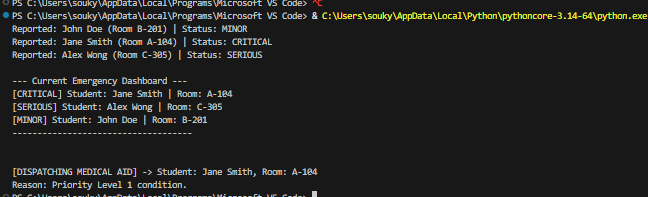 PS C:\Users\souky\AppData\Local\Programs\Microsoft VS Code> ^C
PS C:\Users\souky\AppData\Local\Programs\Microsoft VS Code> & C:\Users\souky\AppData\Local\Python\pythoncore-3.14-64\python.exe
Reported: John Doe (Room B-201) | Status: MINOR
Reported: Jane Smith (Room A-104) | Status: CRITICAL
Reported: Alex Wong (Room C-305) | Status: SERIOUS
--- Current Emergency Dashboard ---
[CRITICAL] Student: Jane Smith | Room: A-104
[SERIOUS] Student: Alex Wong | Room: C-305
[MINOR] Student: John Doe | Room: B-201
-----------------------------------
[DISPATCHING MEDICAL AID] -> Student: Jane Smith, Room: A-104
Reason: Priority Level 1 condition.
PS C:\Users\souky\AppData\Local\Programs\Microsoft VS Code>